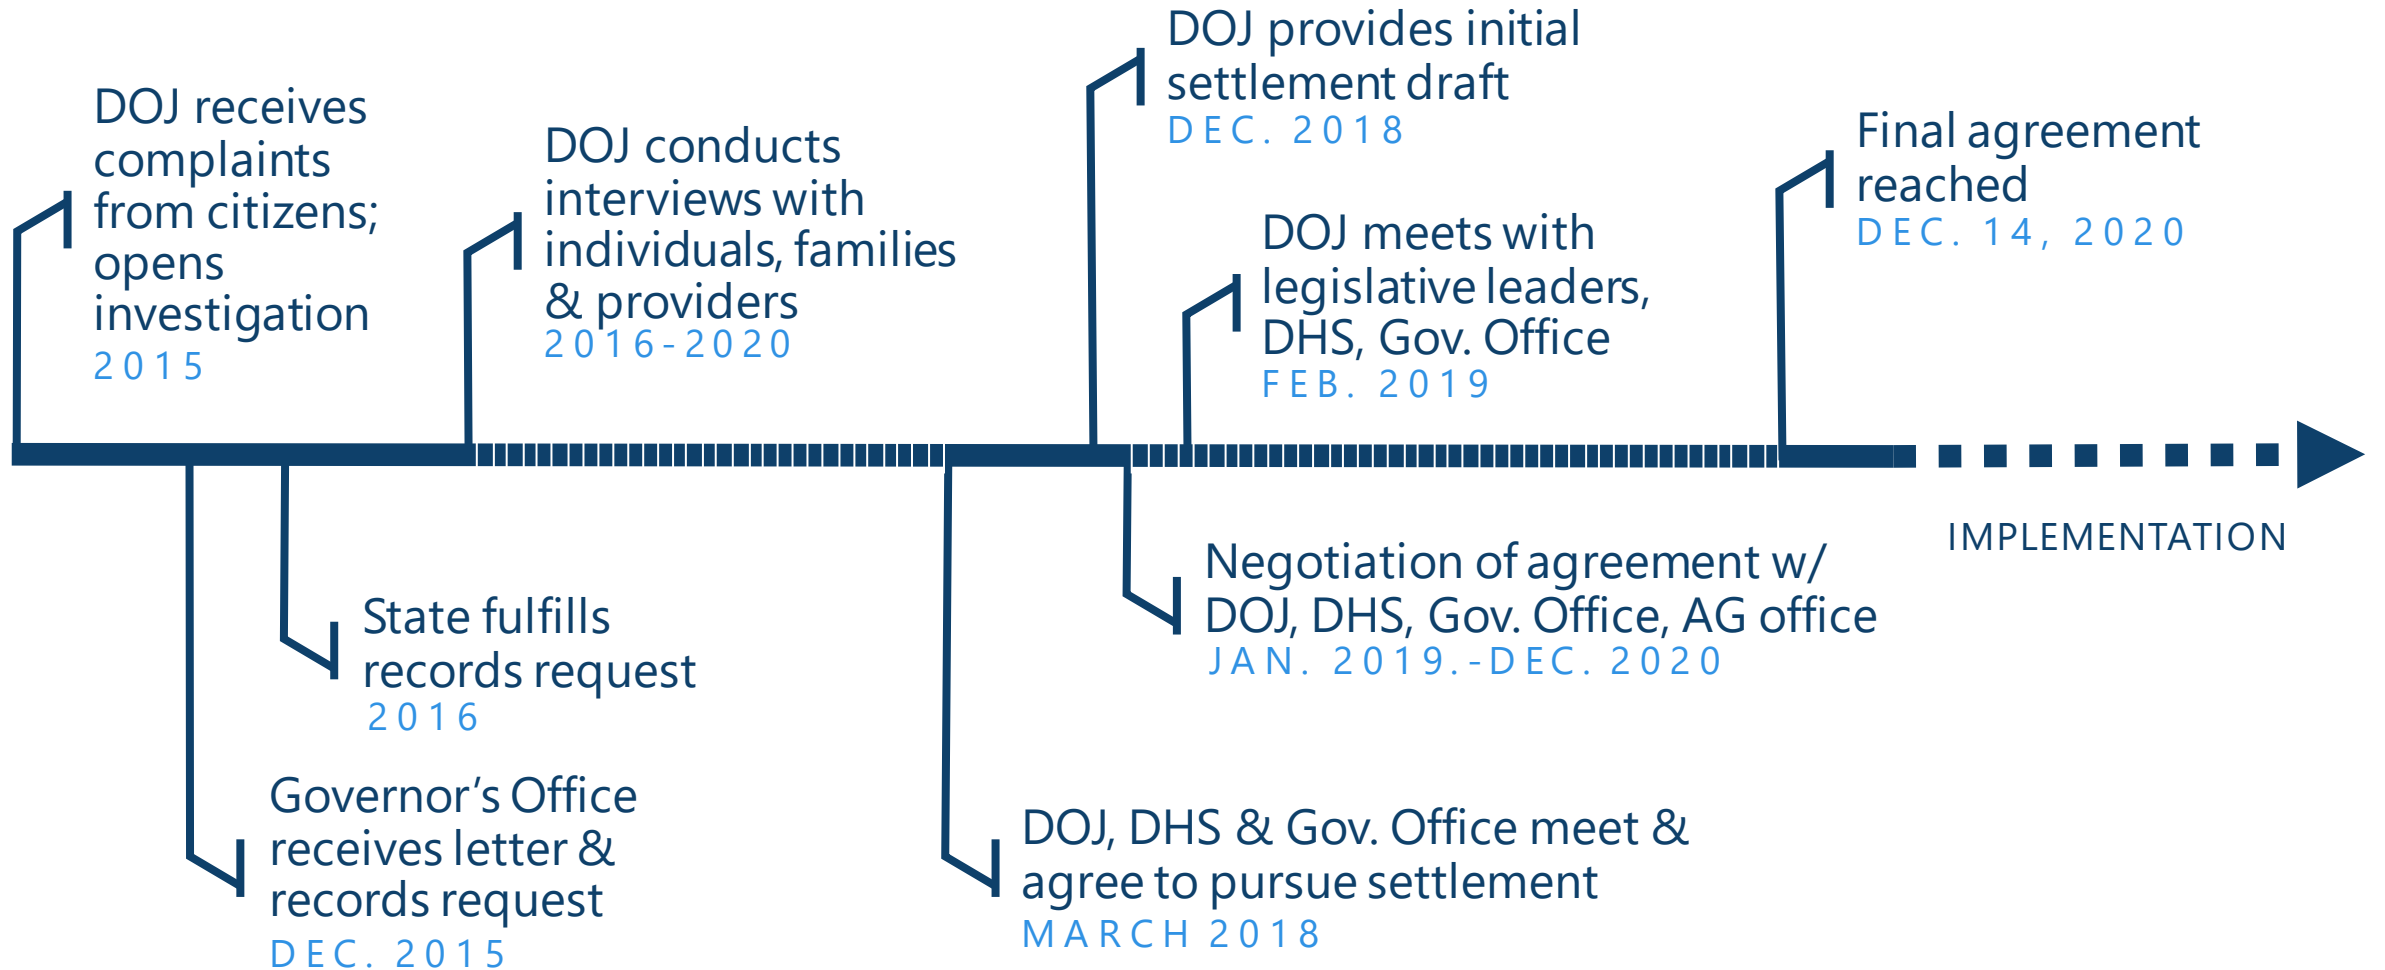 DOJ receives
complaints
from citizens;
opens
investigation
2015
Governor’s Office
receives letter &
records request
DEC. 2015
State fulfills
records request
2016
DOJ conducts
interviews with
individuals, families
& providers
2016-2020
DOJ, DHS & Gov. Office meet &
agree to pursue settlement
MARCH 2018
DOJ provides initial
settlement draft
DEC. 2018
Negotiation of agreement w/
DOJ, DHS, Gov. Office, AG office
JAN. 2019.-DEC. 2020
DOJ meets with
legislative leaders,
DHS, Gov. Office
FEB. 2019
Final agreement
reached
DEC. 14, 2020
IMPLEMENTATION